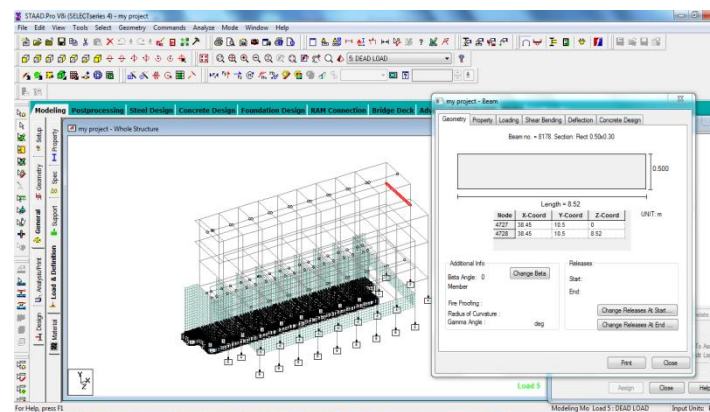 STAAD.Pro V8i (SELECTseries 4) - my project
File Edit View Tools Select Geometry Commands Analyze Mode Window Help
5: DEAD LOAD
Modeling Postprocessing Steel Design Concrete Design Foundation Design RAM Connection Bridge Deck
my project - Whole Structure
Setup
Geometry
General
Analysis/Print
Design
Property
Spec
Support
Load & Definition
Material
Y
X
Z
Load 5
my project - Beam
Geometry Property Loading Shear Bending Deflection Concrete Design
Beam no. = 8178. Section: Rect 0.50x0.30
0.500
Length = 8.52
UNIT: m
Node X-Coord Y-Coord Z-Coord
4727 38.45 10.5 0
4728 38.45 10.5 8.52
Additional Info
Beta Angle: 0
Change Beta
Member
Fire Proofing :
Radius of Curvature :
Gamma Angle : deg
Releases
Start:
End:
Change Releases At Start....
Change Releases At End ....
Print Close
Assign Close Help
For Help, press F1
Modeling Mo Load 5 : DEAD LOAD Input Units: